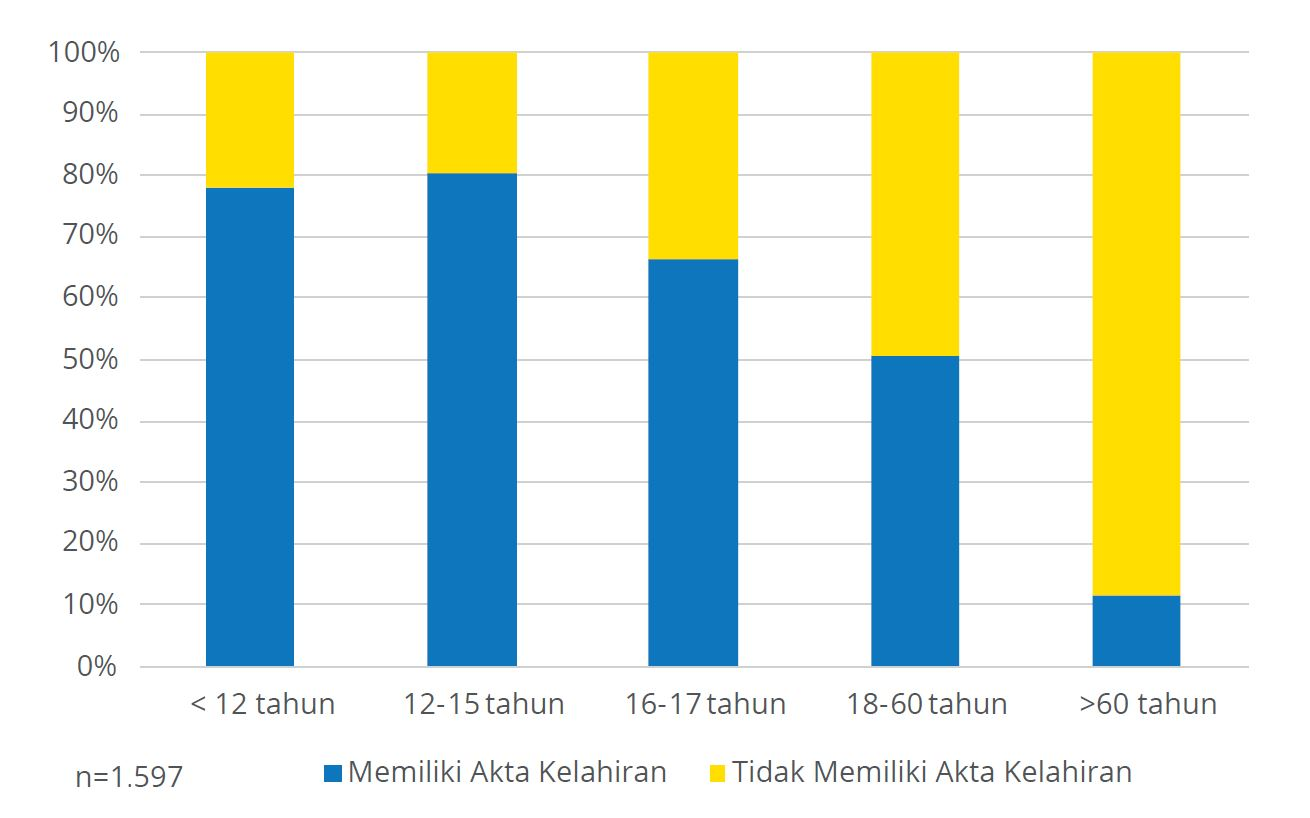 100%
90%
80%
70%
60%
50%
40%
30%
20%
10%
0%
< 12 tahun
12-15 tahun
16-17 tahun
18-60 tahun
>60 tahun
n=1.597
Memiliki Akta Kelahiran
Tidak Memiliki Akta Kelahiran